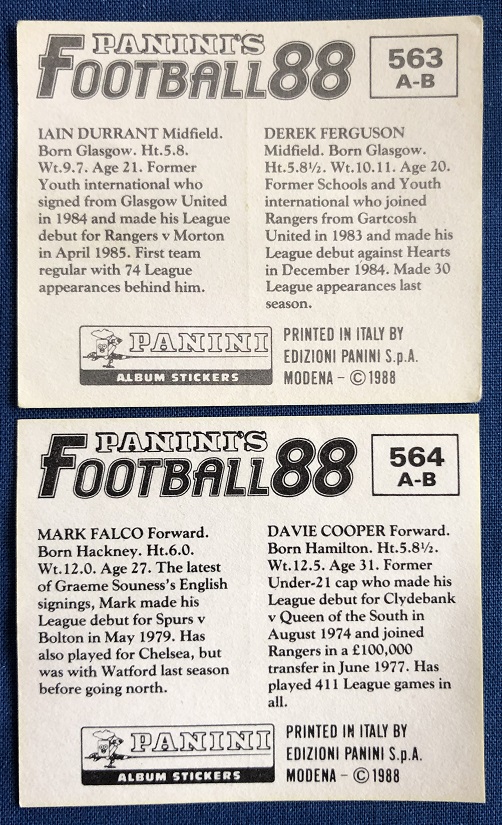 PANINI'S
FOOTBALL 88
563
A-B
IAIN DURRANT Midfield.
Born Glasgow. Ht.5.8.
Wt.9.7. Age 21. Former
Youth international who
signed from Glasgow United
in 1984 and made his League
debut for Rangers v Morton
in April 1985. First team
regular with 74 League
appearances behind him.
DEREK FERGUSON
Midfield. Born Glasgow.
Ht.5.8½. Wt.10.11. Age 20.
Former Schools and Youth
international who joined
Rangers from Gartcosh
United in 1983 and made his
League debut against Hearts
in December 1984. Made 30
League appearances last
season.
PANINI
ALBUM STICKERS
PRINTED IN ITALY BY
EDIZIONI PANINI S.p.A.
MODENA - © 1988
PANINI'S
FOOTBALL 88
564
A-B
MARK FALCO Forward.
Born Hackney. Ht.6.0.
Wt.12.0. Age 27. The latest
of Graeme Souness's English
signings, Mark made his
League debut for Spurs v
Bolton in May 1979. Has
also played for Chelsea, but
was with Watford last season
before going north.
DAVIE COOPER Forward.
Born Hamilton. Ht.5.8½.
Wt.12.5. Age 31. Former
Under-21 cap who made his
League debut for Clydebank
v Queen of the South in
August 1974 and joined
Rangers in a £100,000
transfer in June 1977. Has
played 411 League games in
all.
PANINI
ALBUM STICKERS
PRINTED IN ITALY BY
EDIZIONI PANINI S.p.A.
MODENA - © 1988